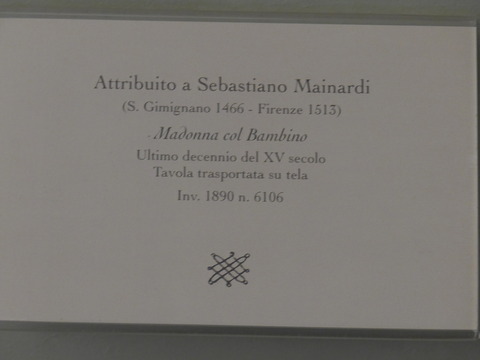 Attribuito a Sebastiano Mainardi
(S. Gimignano 1466 - Firenze 1513)
Madonna col Bambino
Ultimo decennio del XV secolo
Tavola trasportata su tela
Inv. 1890 n. 6106